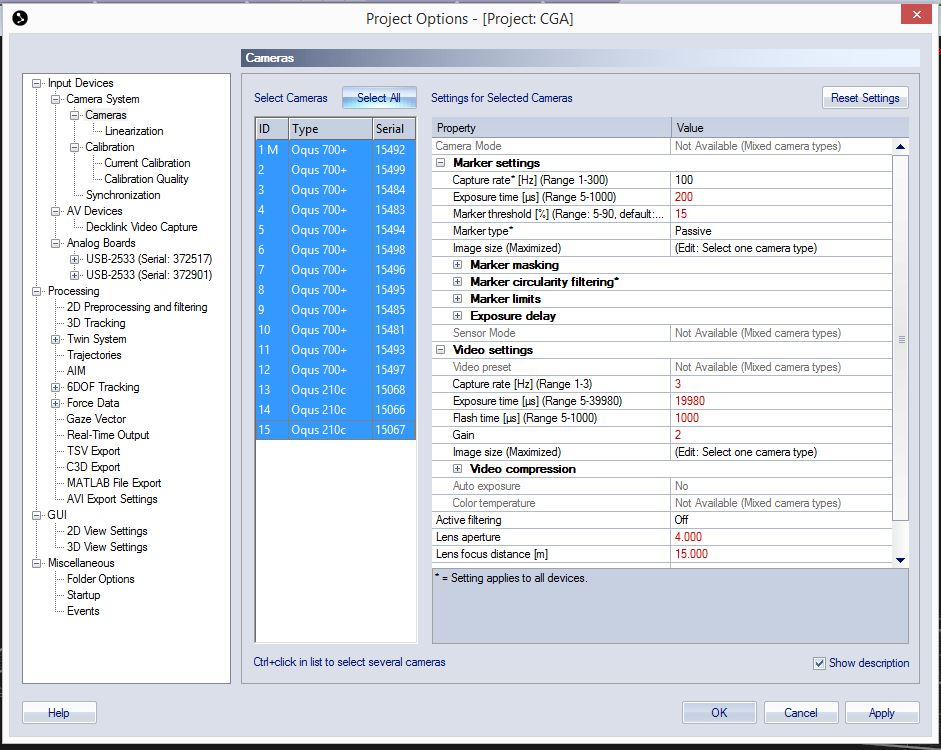 Project Options - [Project: CGA]
Cameras
Input Devices
Camera System
Cameras
Linearization
Calibration
Current Calibration
Calibration Quality
Synchronization
AV Devices
Decklink Video Capture
Analog Boards
USB-2533 (Serial: 372517)
USB-2533 (Serial: 372901)
Processing
2D Preprocessing and filtering
3D Tracking
Twin System
Trajectories
AIM
6DOF Tracking
Force Data
Gaze Vector
Real-Time Output
TSV Export
C3D Export
MATLAB File Export
AVI Export Settings
GUI
2D View Settings
3D View Settings
Miscellaneous
Folder Options
Startup
Events
Select Cameras Select All
ID Type Serial
1 M Oqus 700+ 15492
2 Oqus 700+ 15499
3 Oqus 700+ 15484
4 Oqus 700+ 15483
5 Oqus 700+ 15494
6 Oqus 700+ 15498
7 Oqus 700+ 15496
8 Oqus 700+ 15495
9 Oqus 700+ 15485
10 Oqus 700+ 15481
11 Oqus 700+ 15493
12 Oqus 700+ 15497
13 Oqus 210c 15068
14 Oqus 210c 15066
15 Oqus 210c 15067
Ctrl+click in list to select several cameras
Settings for Selected Cameras Reset Settings
Property Value
Camera Mode Not Available (Mixed camera types)
Marker settings
Capture rate* [Hz] (Range 1-300) 100
Exposure time [µs] (Range 5-1000) 200
Marker threshold [%] (Range: 5-90, default:... 15
Marker type* Passive
Image size (Maximized) (Edit: Select one camera type)
Marker masking
Marker circularity filtering*
Marker limits
Exposure delay
Sensor Mode Not Available (Mixed camera types)
Video settings
Video preset Not Available (Mixed camera types)
Capture rate [Hz] (Range 1-3) 3
Exposure time [µs] (Range 5-39980) 19980
Flash time [µs] (Range 5-1000) 1000
Gain 2
Image size (Maximized) (Edit: Select one camera type)
Video compression
Auto exposure No
Color temperature Not Available (Mixed camera types)
Active filtering Off
Lens aperture 4.000
Lens focus distance [m] 15.000
* = Setting applies to all devices.
Show description
Help OK Cancel Apply